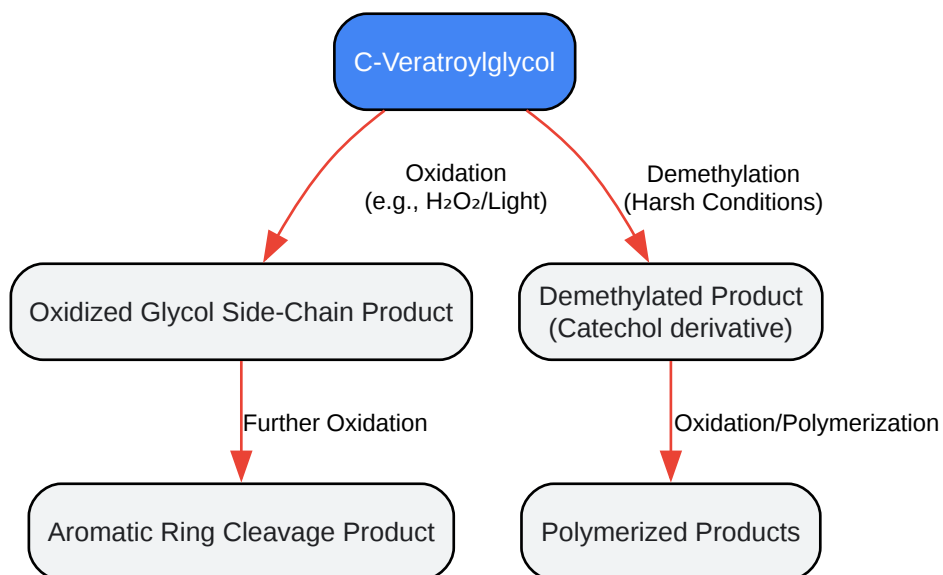 C-Veratroylglycol
Oxidation
(e.g., H₂O₂/Light)
Demethylation
(Harsh Conditions)
Oxidized Glycol Side-Chain Product
Demethylated Product
(Catechol derivative)
Further Oxidation
Oxidation/Polymerization
Aromatic Ring Cleavage Product
Polymerized Products